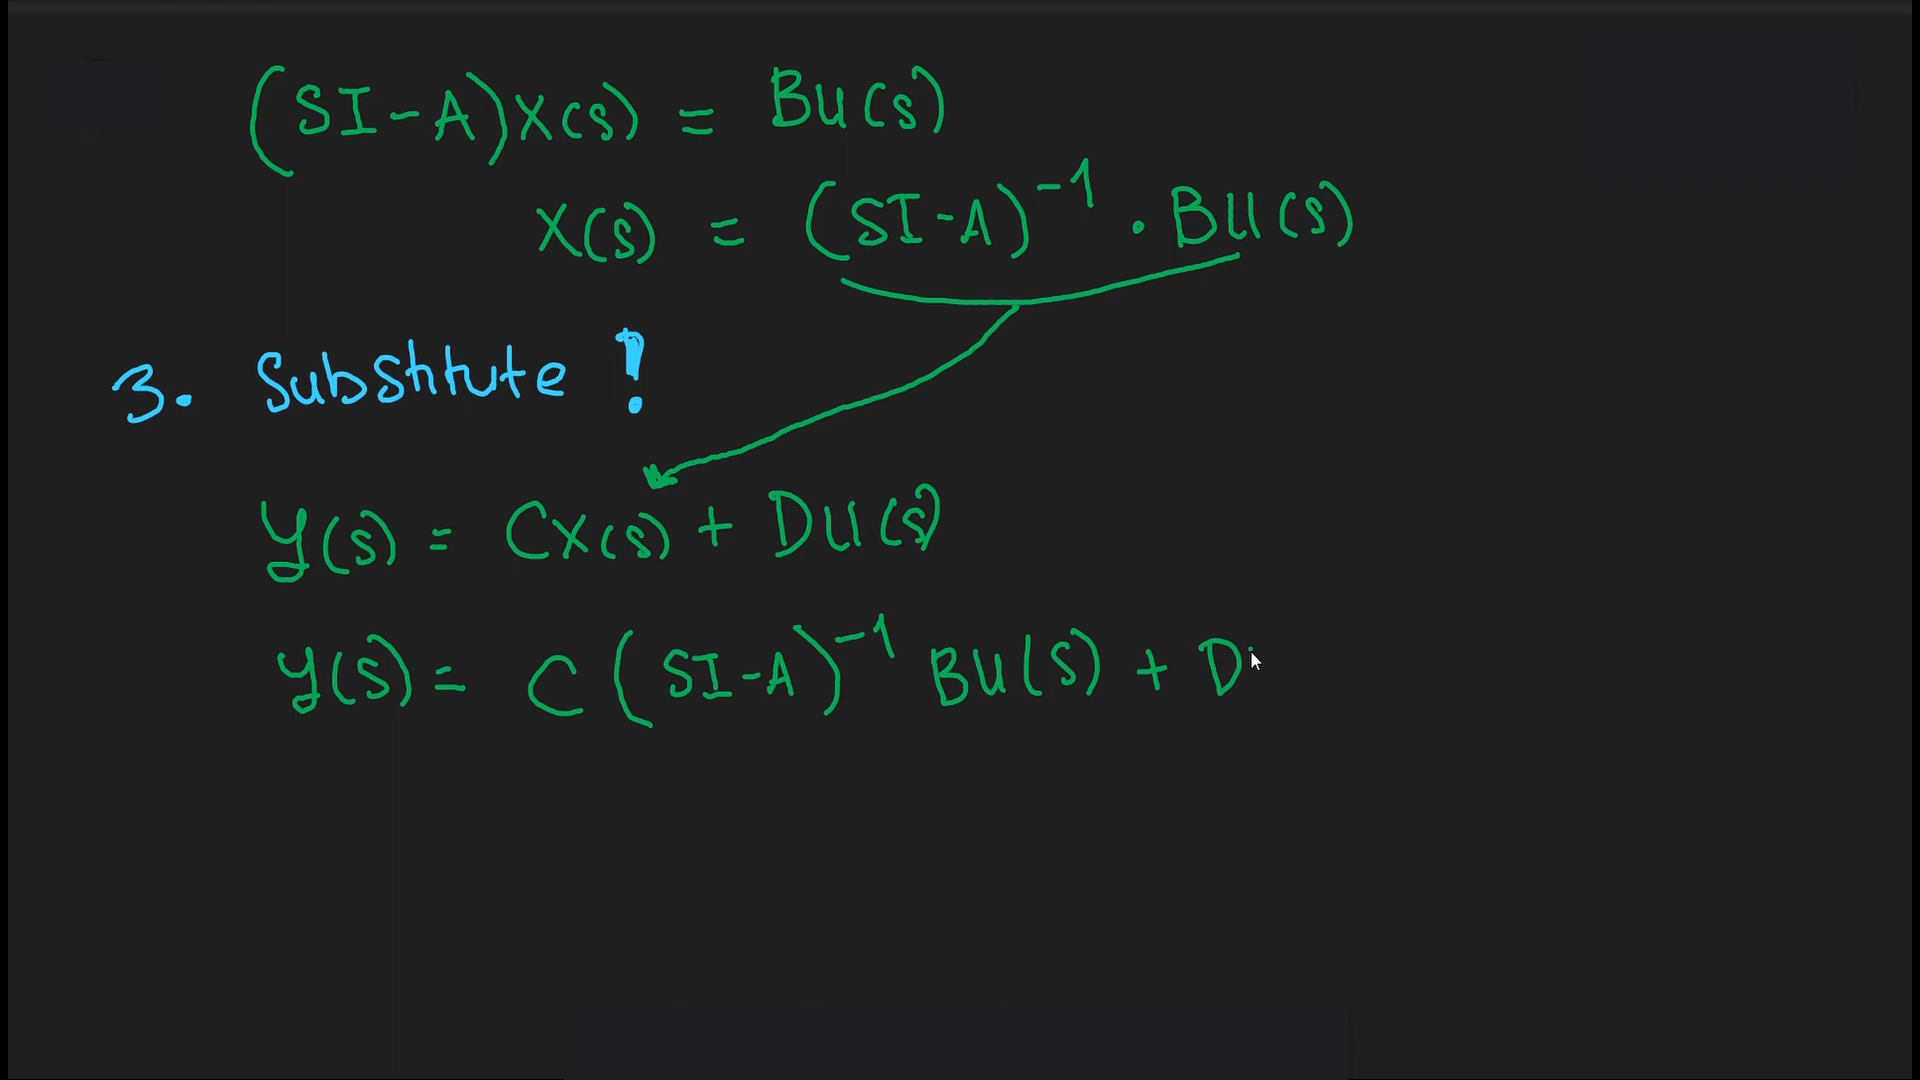 (SI-A)X(s) = BU(s)
X(s) = (SI-A)⁻¹ · BU(s)
3. Substitute !
Y(s) = CX(s) + DU(s)
Y(s) = C(SI-A)⁻¹ BU(s) + D